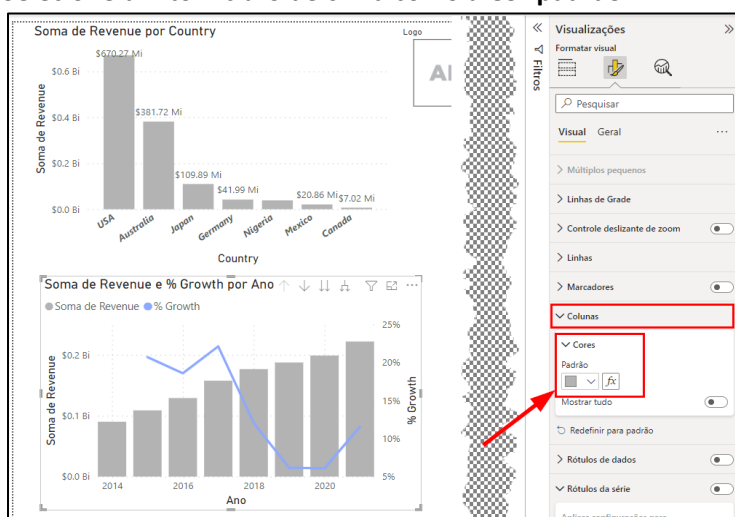 Soma de Revenue por Country
Logo
$670.27 Mi
$0.6 Bi
$0.4 Bi
$381.72 Mi
$0.2 Bi
$109.89 Mi
$41.99 Mi
$20.86 Mi
$7.02 Mi
$0.0 Bi
Soma de Revenue
USA
Australia
Japan
Germany
Nigeria
Mexico
Canada
Country
Soma de Revenue e % Growth por Ano
Soma de Revenue
% Growth
25%
$0.2 Bi
20%
15%
$0.1 Bi
10%
$0.0 Bi
5%
Soma de Revenue
% Growth
2014
2016
2018
2020
Ano
Filtros
Visualizações
Formatar visual
Pesquisar
Visual
Geral
Múltiplos pequenos
Linhas de Grade
Controle deslizante de zoom
Linhas
Marcadores
Colunas
Cores
Padrão
fx
Mostrar tudo
Redefinir para padrão
Rótulos de dados
Rótulos da série